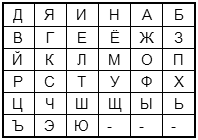 Д Я И Н А Б
В Г Е Ё Ж З
Й К Л М О П
Р С Т У Ф Х
Ц Ч Ш Щ Ы Ь
Ъ Э Ю - - -